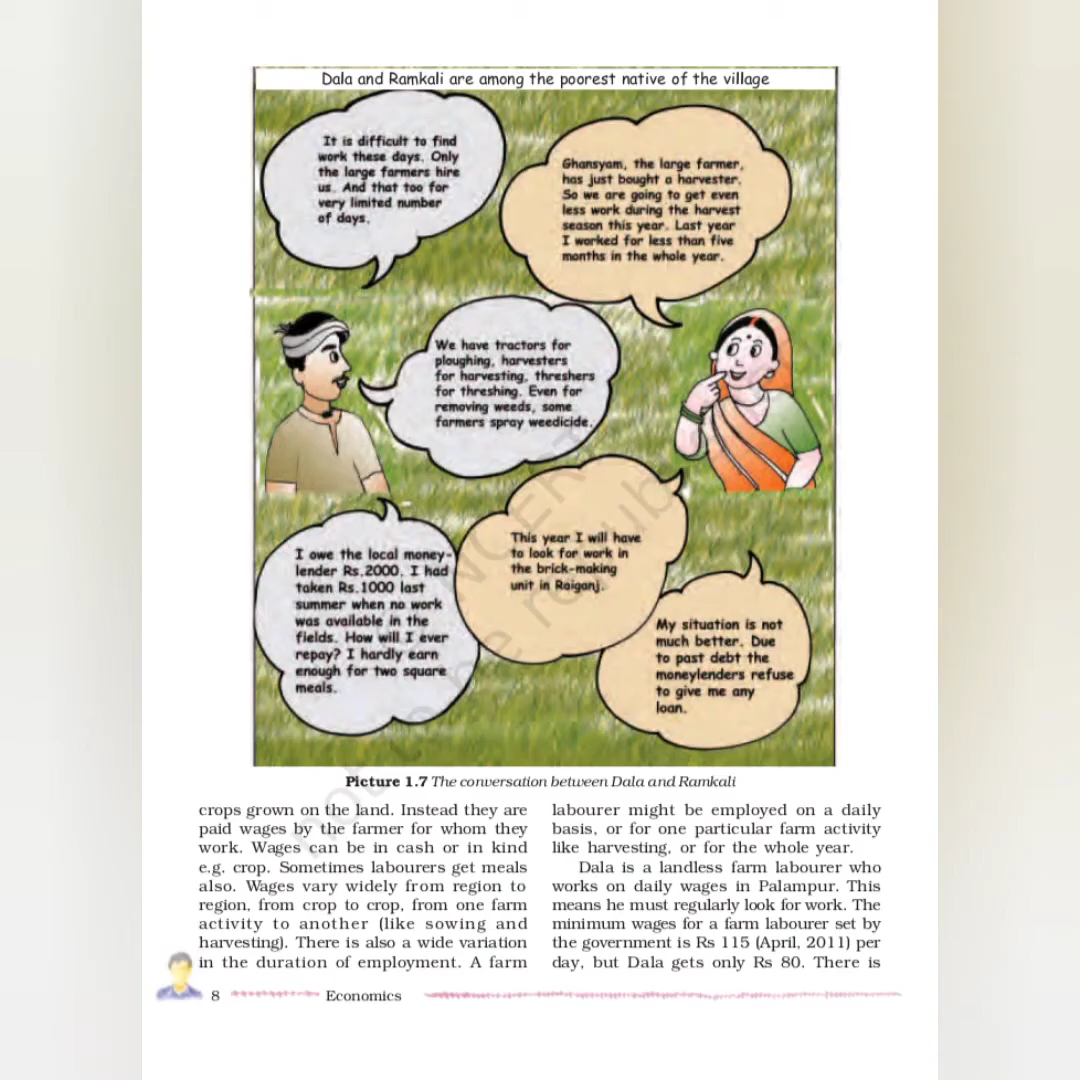 Dala and Ramkali are among the poorest native of the village
It is difficult to find
work these days. Only
the large farmers hire
us. And that too for
very limited number
of days.
Ghansyam, the large farmer,
has just bought a harvester.
So we are going to get even
less work during the harvest
season this year. Last year
I worked for less than five
months in the whole year.
We have tractors for
ploughing, harvesters
for harvesting, threshers
for threshing. Even for
removing weeds, some
farmers spray weedicide.
This year I will have
to look for work in
the brick-making
unit in Raiganj.
I owe the local money-
lender Rs.2000. I had
taken Rs.1000 last
summer when no work
was available in the
fields. How will I ever
repay? I hardly earn
enough for two square
meals.
My situation is not
much better. Due
to past debt the
moneylenders refuse
to give me any
loan.
Picture 1.7 The conversation between Dala and Ramkali
crops grown on the land. Instead they are
paid wages by the farmer for whom they
work. Wages can be in cash or in kind
e.g. crop. Sometimes labourers get meals
also. Wages vary widely from region to
region, from crop to crop, from one farm
activity to another (like sowing and
harvesting). There is also a wide variation
in the duration of employment. A farm
labourer might be employed on a daily
basis, or for one particular farm activity
like harvesting, or for the whole year.
Dala is a landless farm labourer who
works on daily wages in Palampur. This
means he must regularly look for work. The
minimum wages for a farm labourer set by
the government is Rs 115 (April, 2011) per
day, but Dala gets only Rs 80. There is
8 Economics